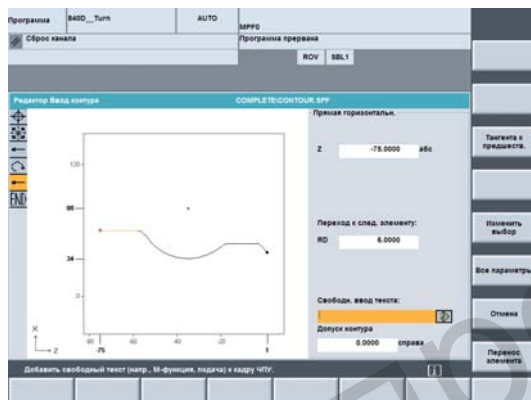 Программа
840D__Turn
AUTO
MPF0
Сброс канала
Программа прервана
ROV SBL1
Редактор Ввод контура
COMPLETE\CONTOUR.SPF
Прямая горизонтальн.
Z -75.0000 абс
Тангента к предшеств.
120
88
34
0
Переход к след. элементу:
RD 6.0000
Изменить выбор
Все параметры
END
Свободн. ввод текста:
Допуск контура
0.0000 справа
Отмена
Перенос элемента
X
Z
-90 -75 -60 -40 -20 1
Добавить свободный текст (напр., М-функция, подача) к кадру ЧПУ.